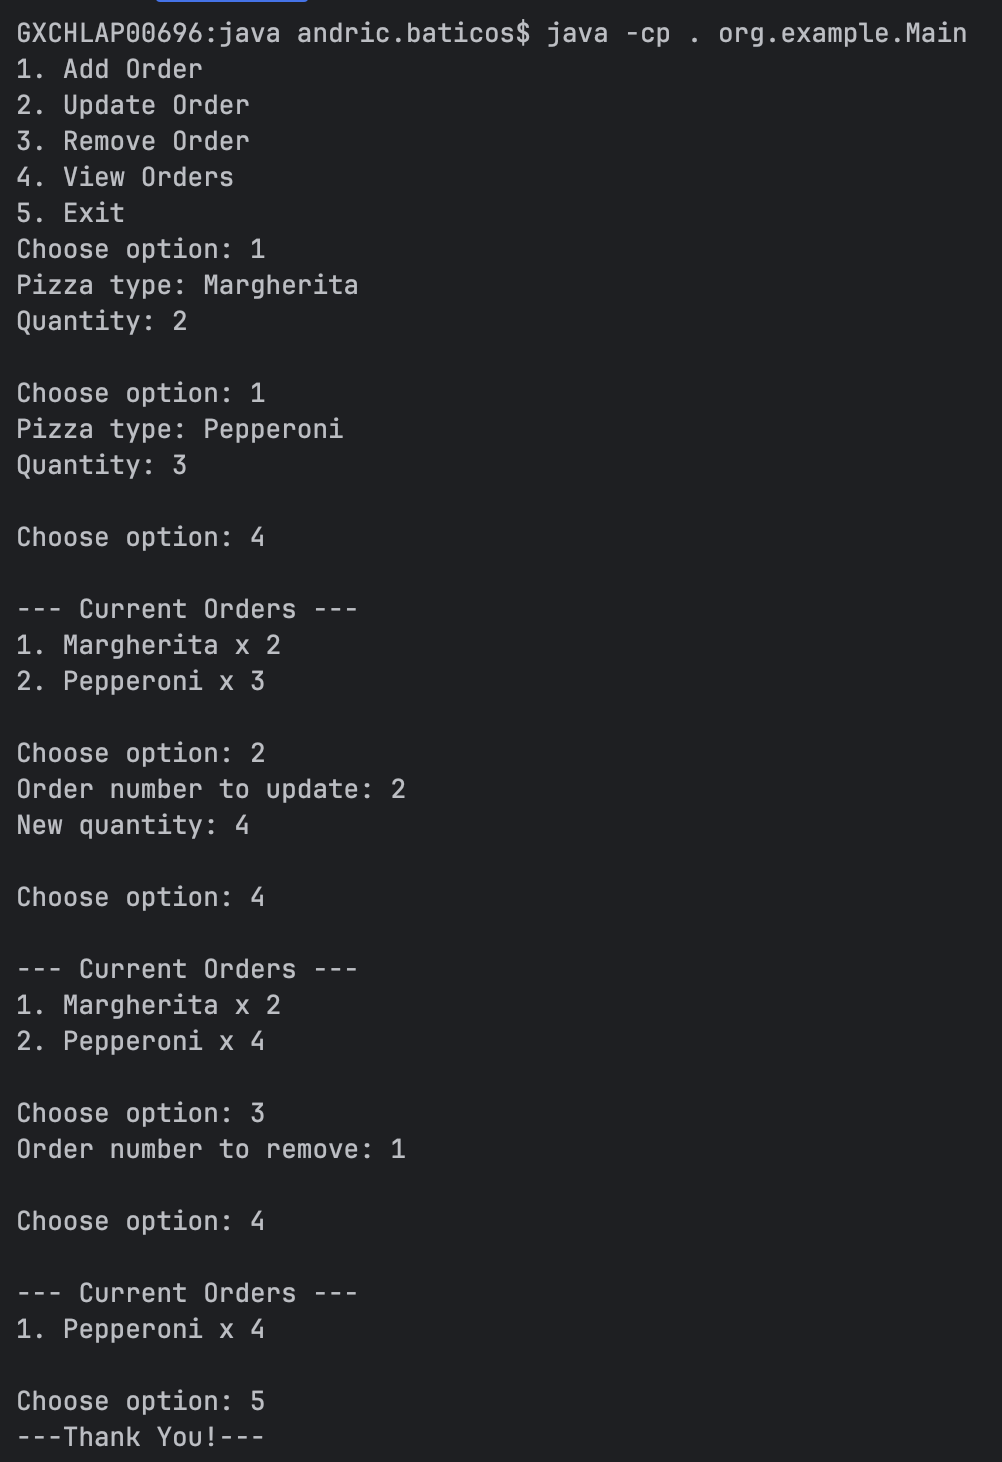 GXCHLAP00696:java andric.baticos$ java -cp . org.example.Main
1. Add Order
2. Update Order
3. Remove Order
4. View Orders
5. Exit
Choose option: 1
Pizza type: Margherita
Quantity: 2

Choose option: 1
Pizza type: Pepperoni
Quantity: 3

Choose option: 4

--- Current Orders ---
1. Margherita x 2
2. Pepperoni x 3

Choose option: 2
Order number to update: 2
New quantity: 4

Choose option: 4

--- Current Orders ---
1. Margherita x 2
2. Pepperoni x 4

Choose option: 3
Order number to remove: 1

Choose option: 4

--- Current Orders ---
1. Pepperoni x 4

Choose option: 5
---Thank You!---